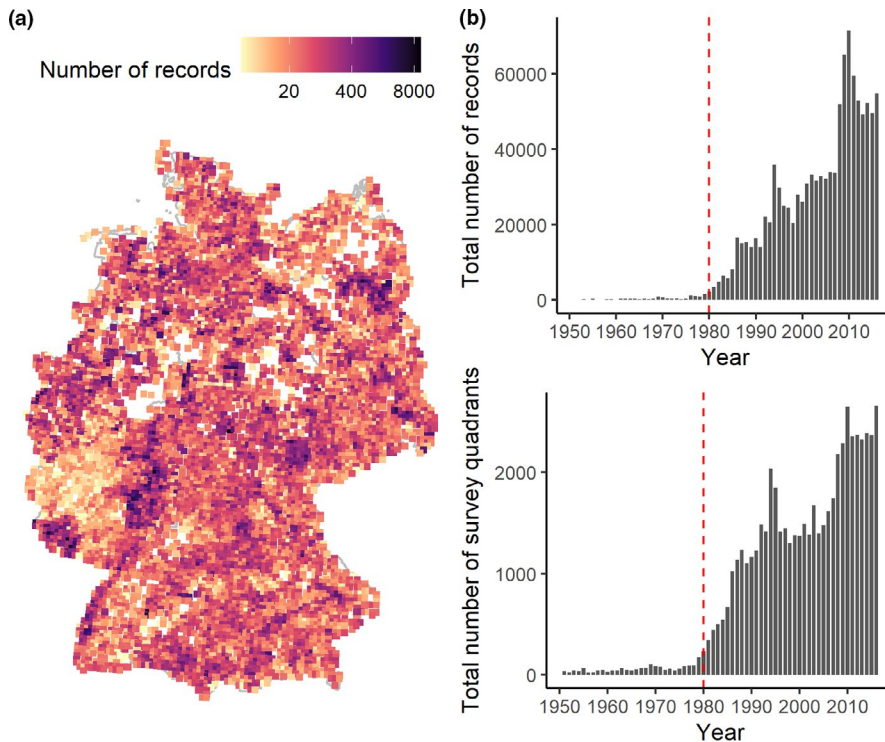 (a)
Number of records
20 400 8000
(b)
Total number of records
60000
40000
20000
0
1950 1960 1970 1980 1990 2000 2010
Year
Total number of survey quadrants
2000
1000
0
1950 1960 1970 1980 1990 2000 2010
Year